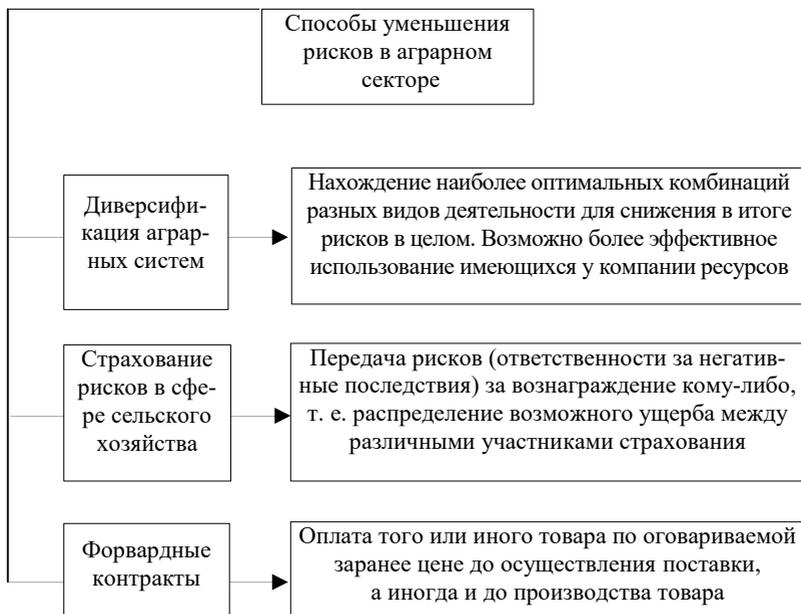 Способы уменьшения
рисков в аграрном
секторе
Диверсифи-
кация аграр-
ных систем
Нахождение наиболее оптимальных комбинаций
разных видов деятельности для снижения в итоге
рисков в целом. Возможно более эффективное
использование имеющихся у компании ресурсов
Страхование
рисков в сфе-
ре сельского
хозяйства
Передача рисков (ответственности за негатив-
ные последствия) за вознаграждение кому-либо,
т. е. распределение возможного ущерба между
различными участниками страхования
Форвардные
контракты
Оплата того или иного товара по оговариваемой
заранее цене до осуществления поставки,
а иногда и до производства товара